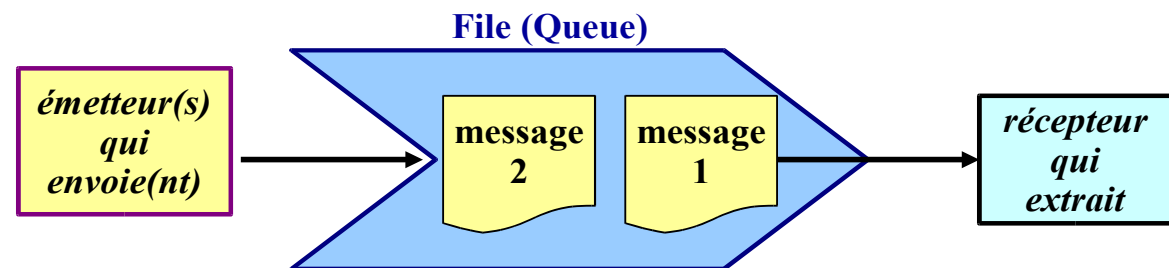 File (Queue)
émetteur(s)
qui
envoie(nt)
message
2
message
1
récepteur
qui
extrait